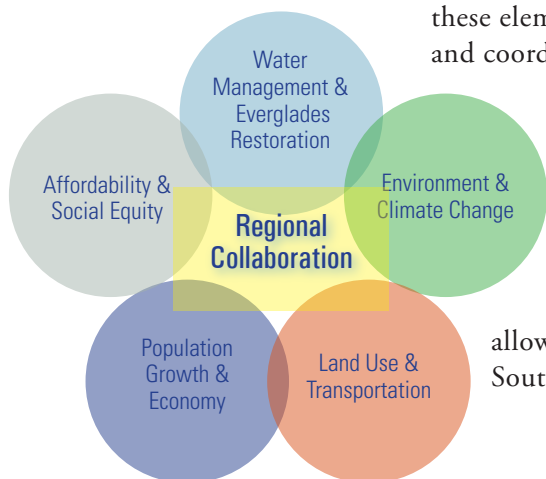 these elem
and coord
Water
Management &
Everglades
Restoration
Affordability &
Social Equity
Environment &
Climate Change
Regional
Collaboration
Population
Growth &
Economy
Land Use &
Transportation
allow
Sout